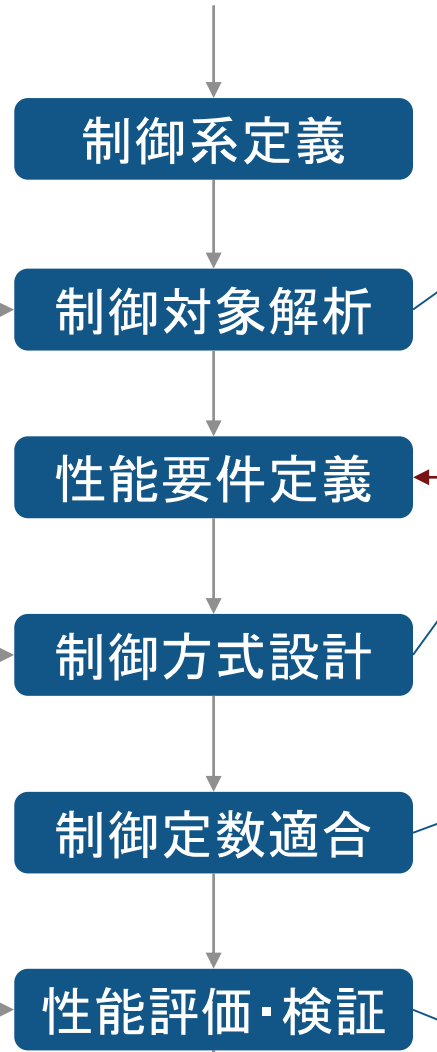 制御系定義
制御対象解析
性能要件定義
制御方式設計
制御定数適合
性能評価・検証